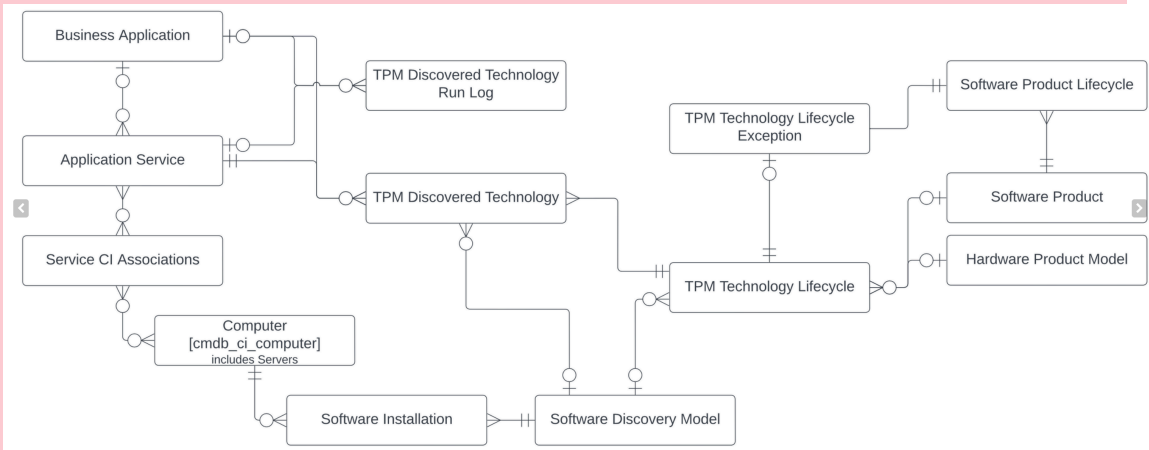 Business Application
TPM Discovered Technology
Run Log
Software Product Lifecycle
TPM Technology Lifecycle
Exception
Application Service
TPM Discovered Technology
Software Product
Service CI Associations
Hardware Product Model
TPM Technology Lifecycle
Computer
[cmdb_ci_computer]
includes Servers
Software Installation
Software Discovery Model